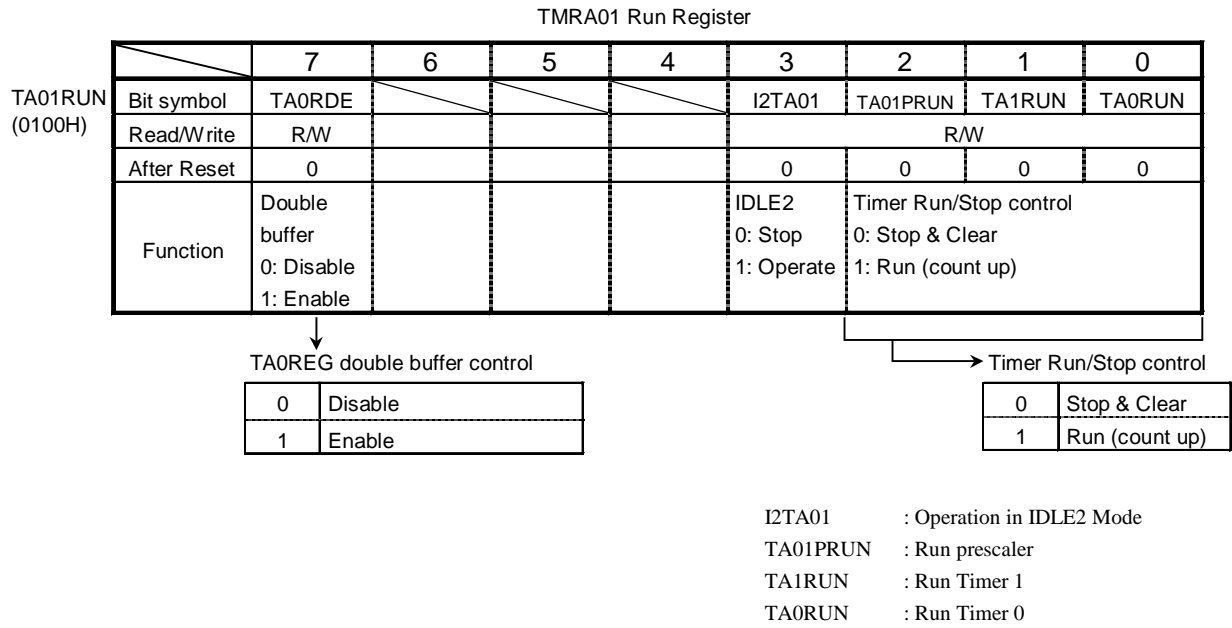 TMRA01 Run Register
7 6 5 4 3 2 1 0
TA01RUN
(0100H)
Bit symbol TA0RDE I2TA01 TA01PRUN TA1RUN TA0RUN
Read/Write R/W R/W
After Reset 0 0 0 0 0
Function
Double
buffer
0: Disable
1: Enable
IDLE2
0: Stop
1: Operate
Timer Run/Stop control
0: Stop & Clear
1: Run (count up)
TA0REG double buffer control
0 Disable
1 Enable
Timer Run/Stop control
0 Stop & Clear
1 Run (count up)
I2TA01 : Operation in IDLE2 Mode
TA01PRUN : Run prescaler
TA1RUN : Run Timer 1
TA0RUN : Run Timer 0